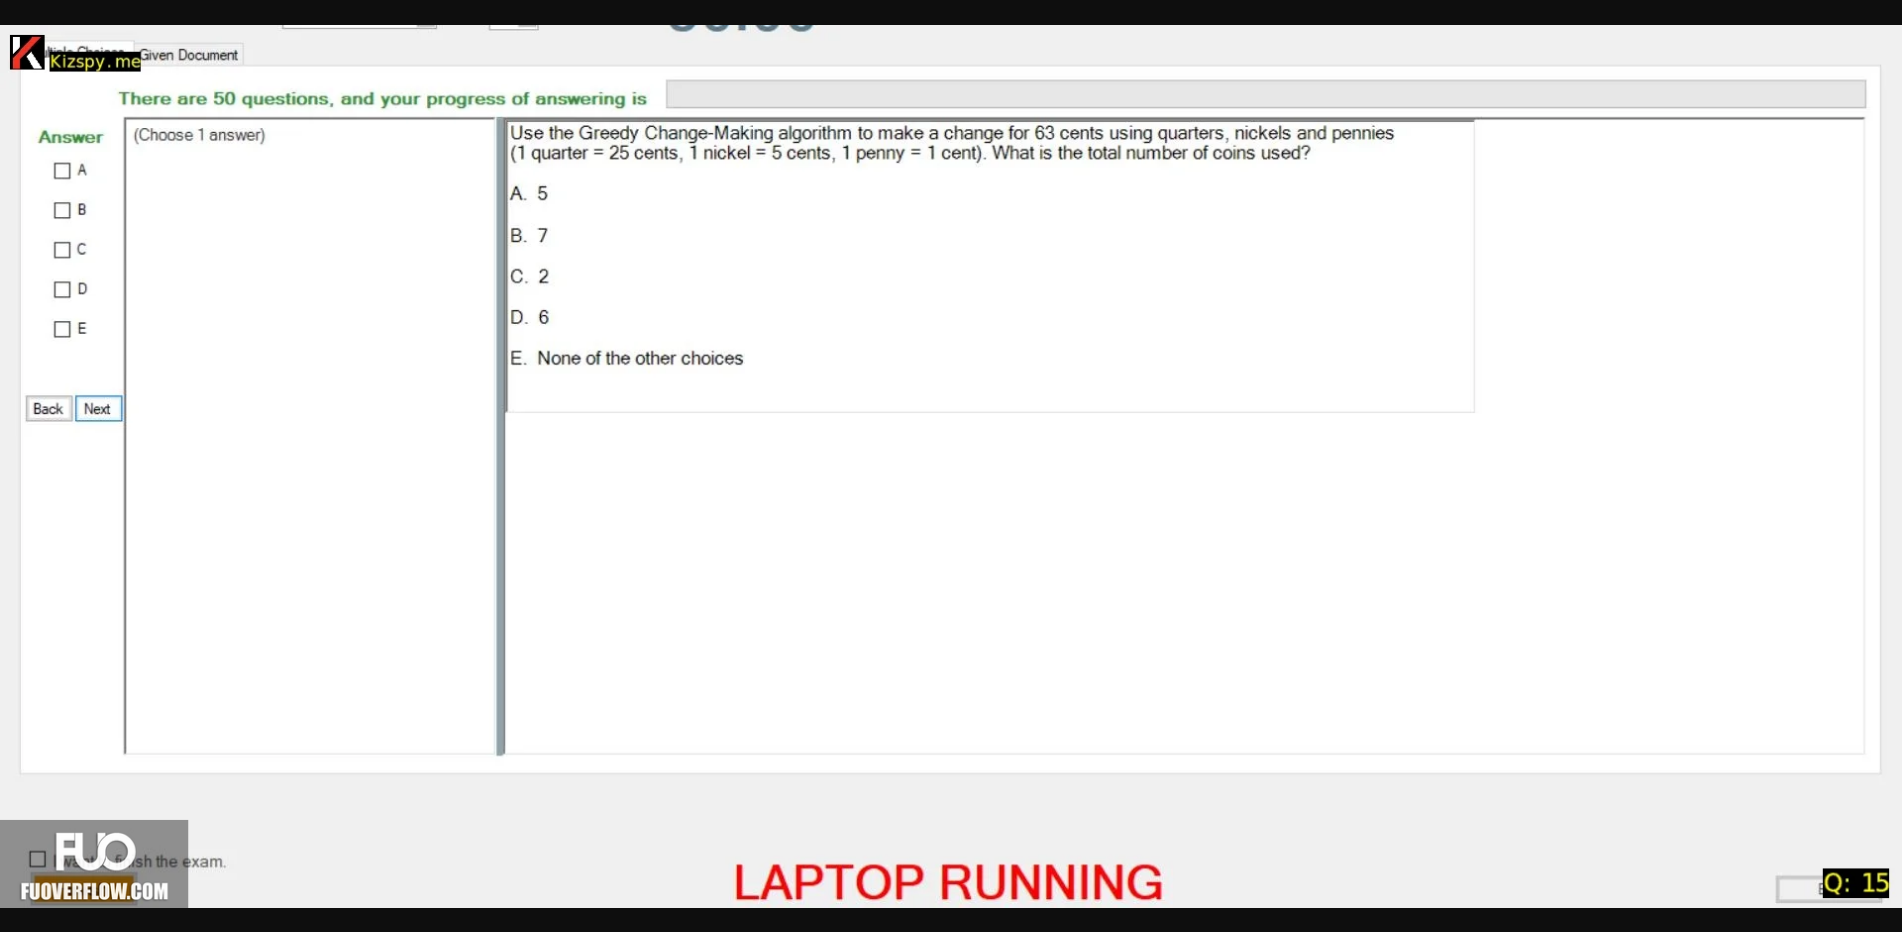 Kizspy.me
Given Document
There are 50 questions, and your progress of answering is
Answer
(Choose 1 answer)
A
B
C
D
E
Back Next
Use the Greedy Change-Making algorithm to make a change for 63 cents using quarters, nickels and pennies
(1 quarter = 25 cents, 1 nickel = 5 cents, 1 penny = 1 cent). What is the total number of coins used?
A. 5
B. 7
C. 2
D. 6
E. None of the other choices
FUO
the exam.
FUOVERFLOW.COM
LAPTOP RUNNING
Q: 15